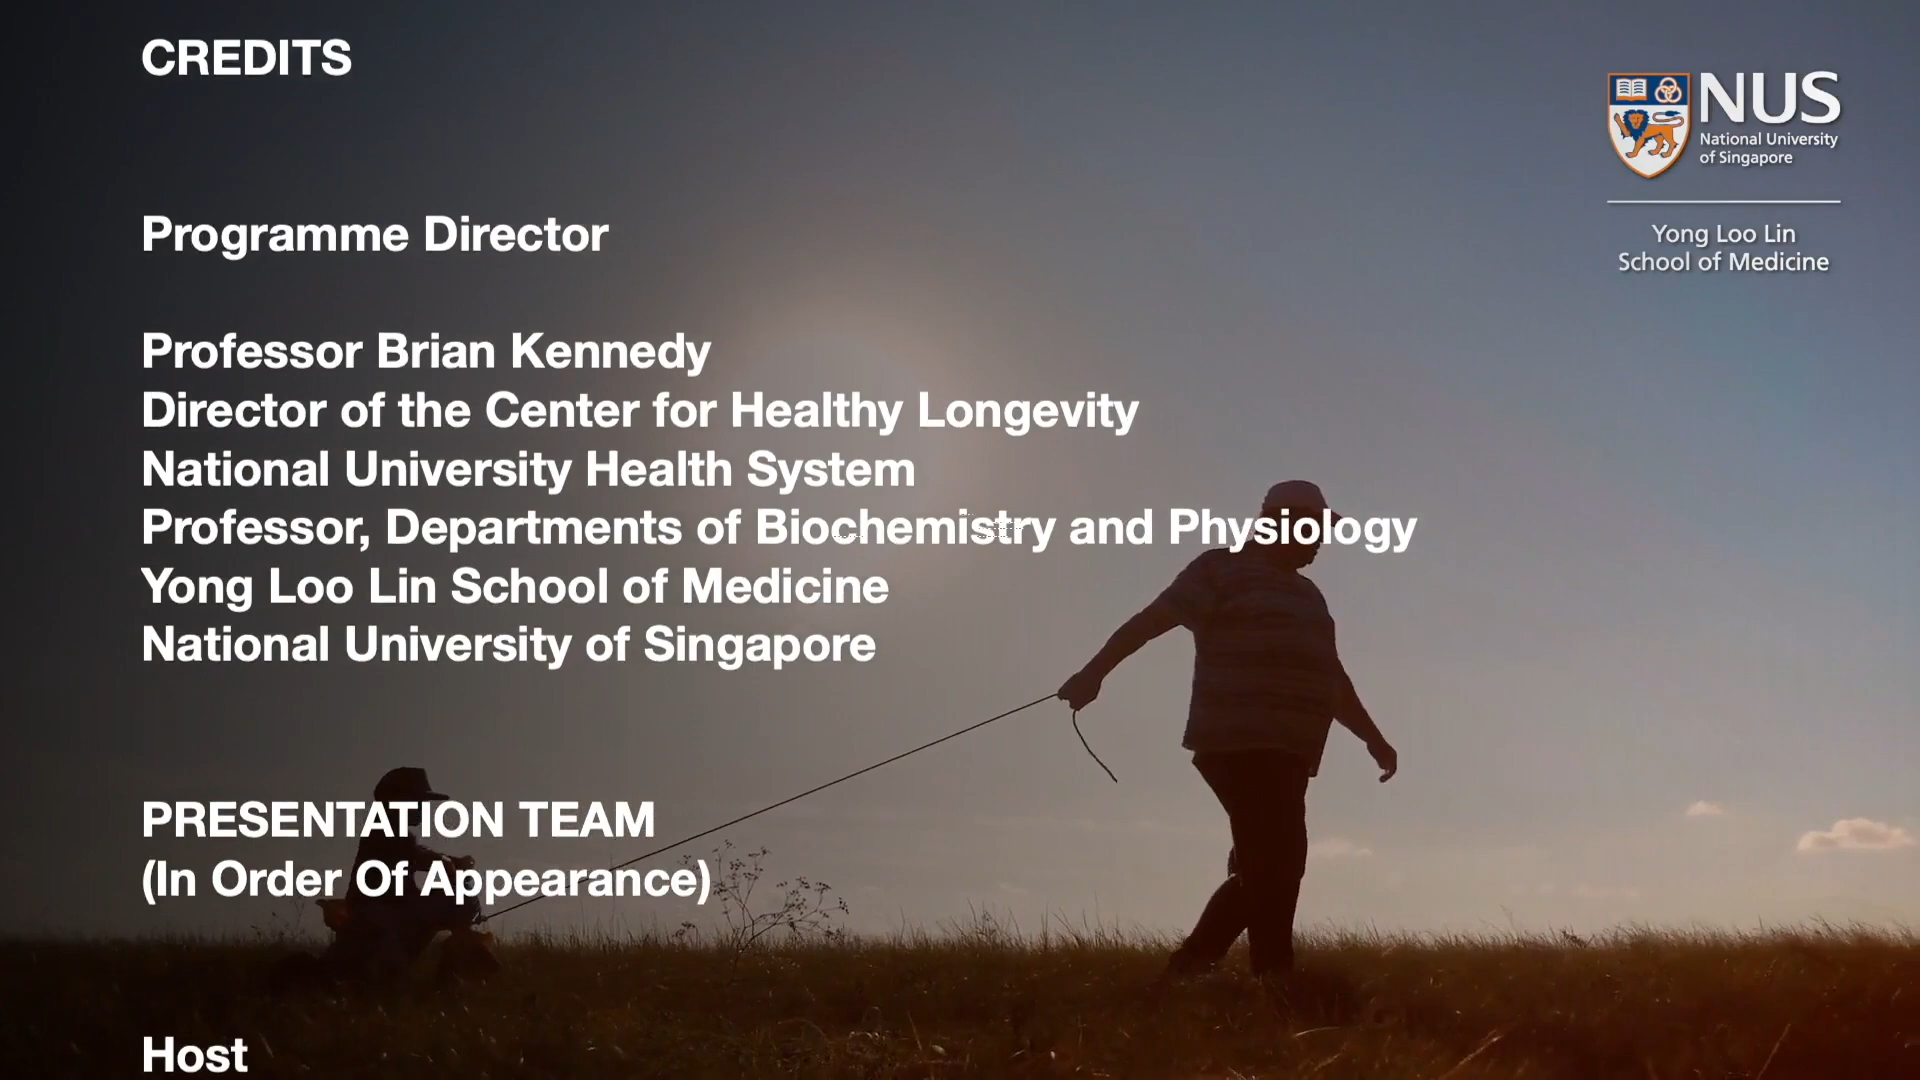 CREDITS
Programme Director
Professor Brian Kennedy
Director of the Center for Healthy Longevity
National University Health System
Professor, Departments of Biochemistry and Physiology
Yong Loo Lin School of Medicine
National University of Singapore
PRESENTATION TEAM
(In Order Of Appearance)
Host
NUS
National University
of Singapore
Yong Loo Lin
School of Medicine